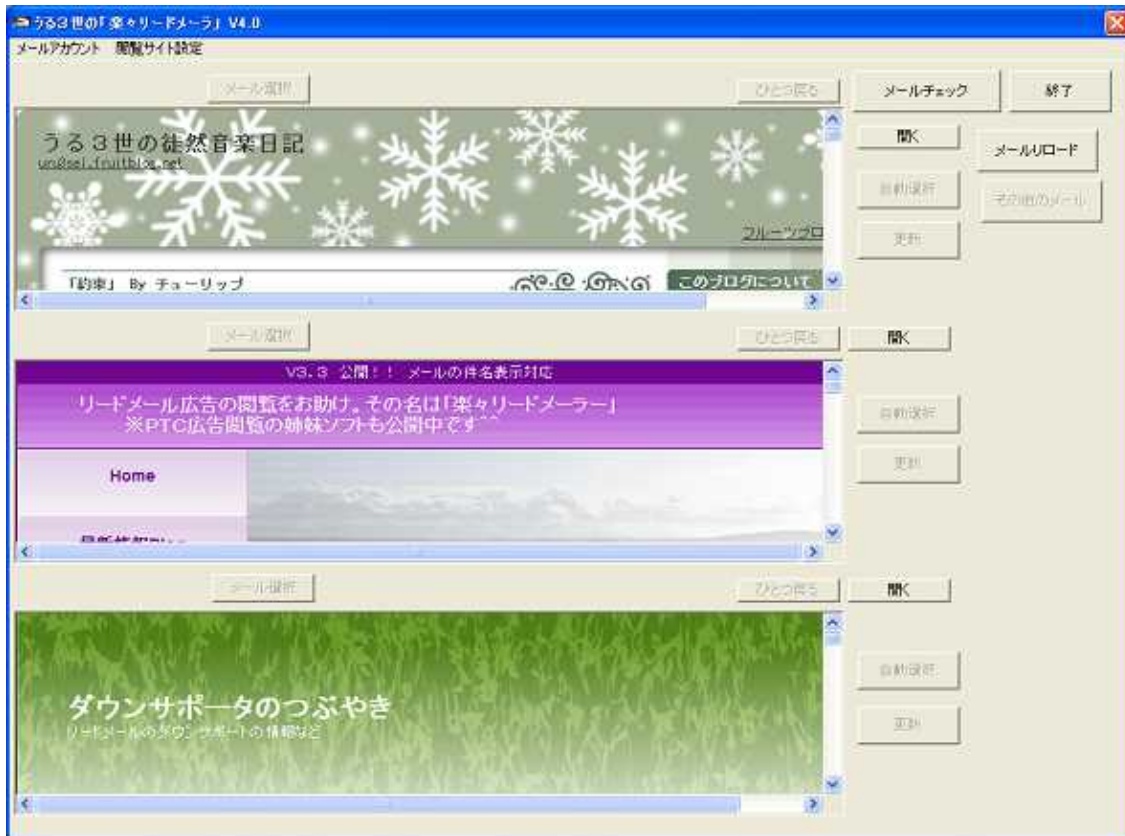 うる3世の「楽々リードメーラ」 V4.0
メールアカウント 閲覧サイト設定
メール選択 ひとつ戻る メールチェック 終了
うる3世の徒然音楽日記
開く
メールリロード
自動選択
その他のメール
更新
フルーツブロ
「約束」 By チューリップ
このブログについて
メール選択 ひとつ戻る 開く
V3.3 公開!! メールの件名表示対応
リードメール広告の閲覧をお助け。その名は「楽々リードメーラー」
※PTC広告閲覧の姉妹ソフトも公開中です^^
自動選択
更新
Home
メール選択 ひとつ戻る 開く
自動選択
ダウンサポータのつぶやき
リードメールのダウンサポートの情報など
更新